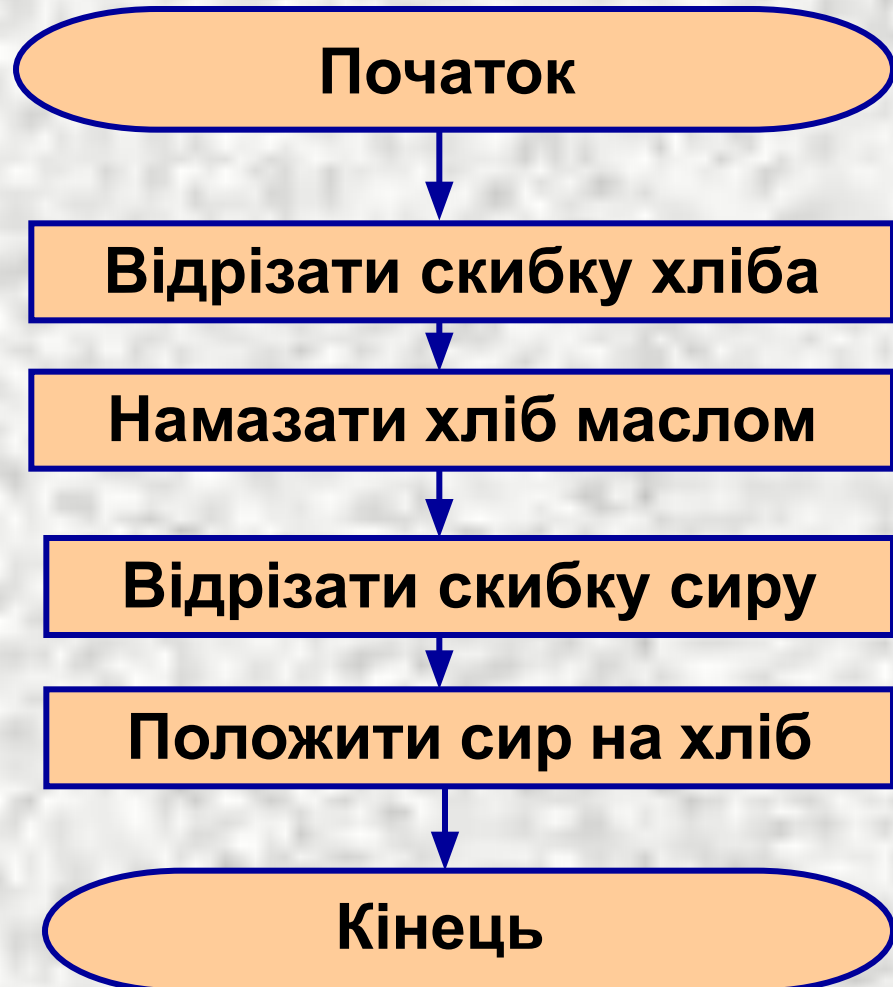 Початок
Відрізати скибку хліба
Намазати хліб маслом
Відрізати скибку сиру
Положити сир на хліб
Кінець